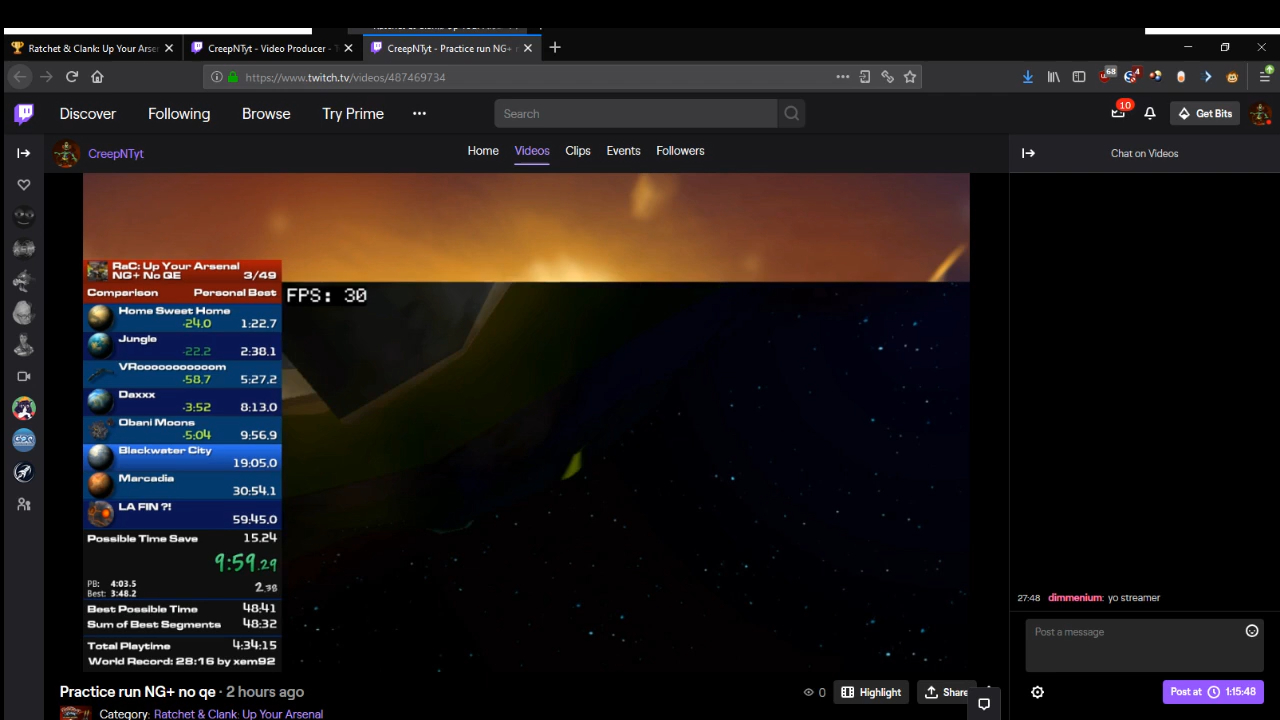 Ratchet & Clank: Up Your Arse
CreepNTyt - Video Producer -
CreepNTyt - Practice run NG+
https://www.twitch.tv/videos/487469734
68
4
Discover
Following
Browse
Try Prime
Search
10
Get Bits
CreepNTyt
Home
Videos
Clips
Events
Followers
Chat on Videos
RaC: Up Your Arsenal
NG+ No QE 3/49
Comparison Personal Best
FPS: 30
Home Sweet Home
-24.0 1:22.7
Jungle
-22.2 2:38.1
VRooooooooocom
-58.7 5:27.2
Daxxx
-3:52 8:13.0
Obani Moons
-5:04 9:56.9
Blackwater City
19:05.0
Marcadia
30:54.1
LA FIN ?!
59:45.0
Possible Time Save 15.24
9:59.29
PB: 4:03.5
Best: 3:48.2
2.38
Best Possible Time 48:41
Sum of Best Segments 48:32
Total Playtime 4:34:15
World Record: 28:16 by xem92
27:48 dimmenium: yo streamer
Post a message
Post at 1:15:48
Practice run NG+ no qe · 2 hours ago
0
Highlight
Share
Category: Ratchet & Clank: Up Your Arsenal